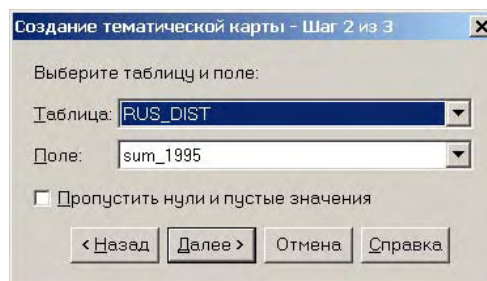 Создание тематической карты - Шаг 2 из 3
Выберите таблицу и поле:
Таблица: RUS_DIST
Поле: sum_1995
Пропустить нули и пустые значения
< Назад Далее > Отмена Справка